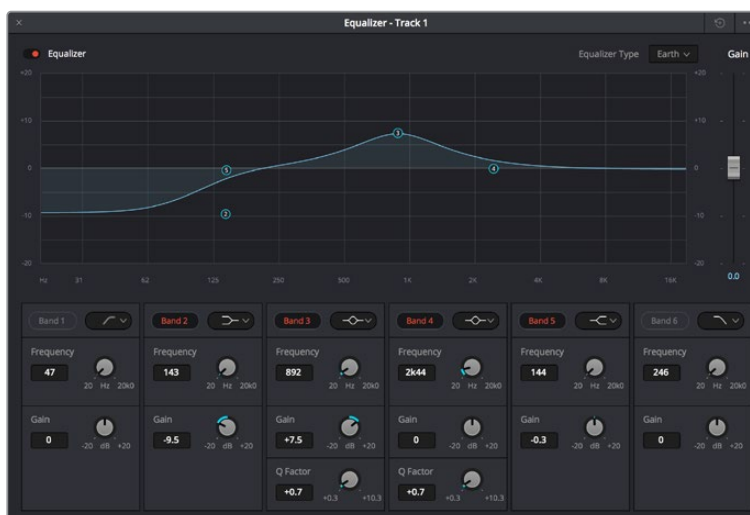 Equalizer - Track 1
Equalizer
Equalizer Type Earth Gain
+20 +20
+10 +10
0 0
-10 -10
-20 -20
Hz 31 62 125 250 500 1K 2K 4K 8K 16K
5 2 3 4
0.0
Band 1 Band 2 Band 3 Band 4 Band 5 Band 6
Frequency Frequency Frequency Frequency Frequency Frequency
47 143 892 2k44 144 246
20 Hz 20k0 20 Hz 20k0 20 Hz 20k0 20 Hz 20k0 20 Hz 20k0 20 Hz 20k0
Gain Gain Gain Gain Gain Gain
0 -9.5 +7.5 0 -0.3 0
-20 dB +20 -20 dB +20 -20 dB +20 -20 dB +20 -20 dB +20 -20 dB +20
Q Factor Q Factor
+0.7 +0.7
+0.3 +10.3 +0.3 +10.3